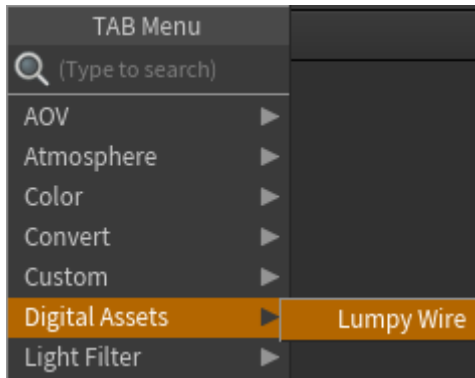 TAB Menu
(Type to search)
AOV
Atmosphere
Color
Convert
Custom
Digital Assets
Lumpy Wire
Light Filter